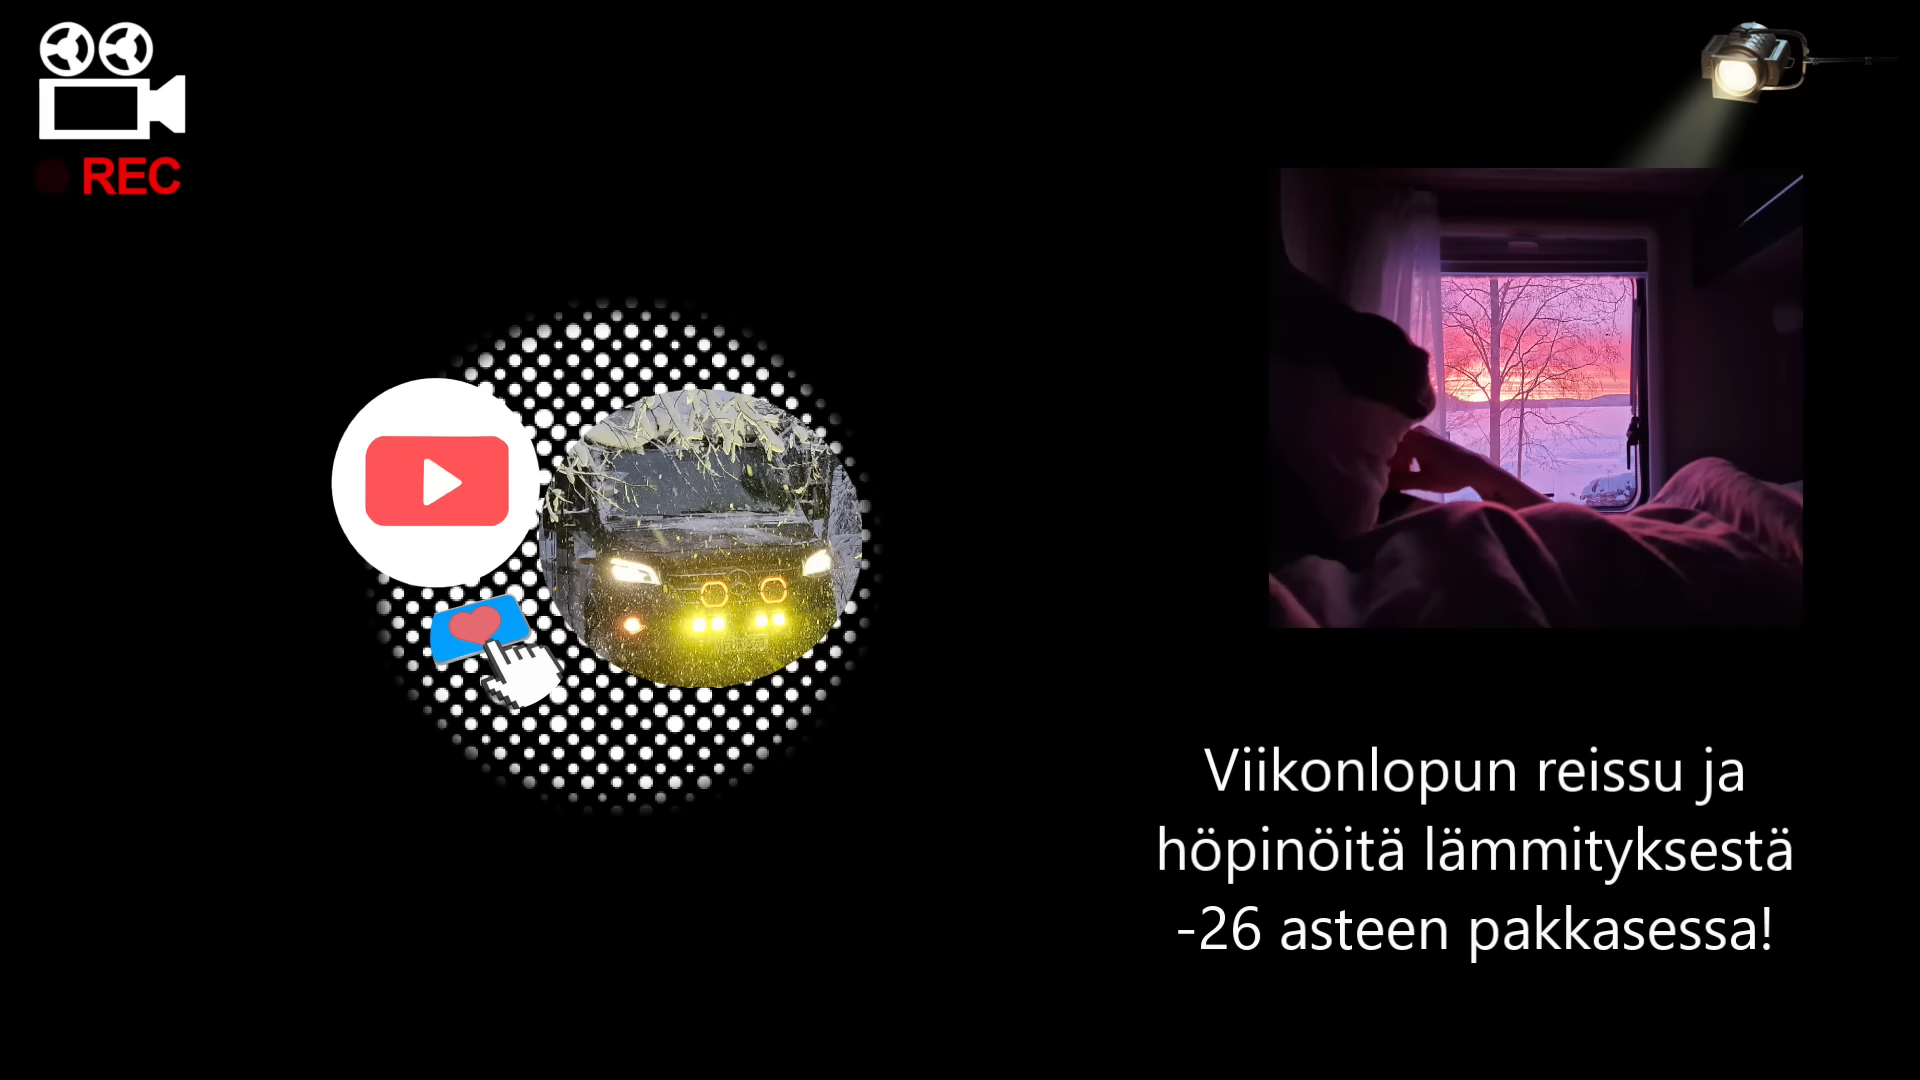 REC
Viikonlopun reissu ja
höpinöitä lämmityksestä
-26 asteen pakkasessa!